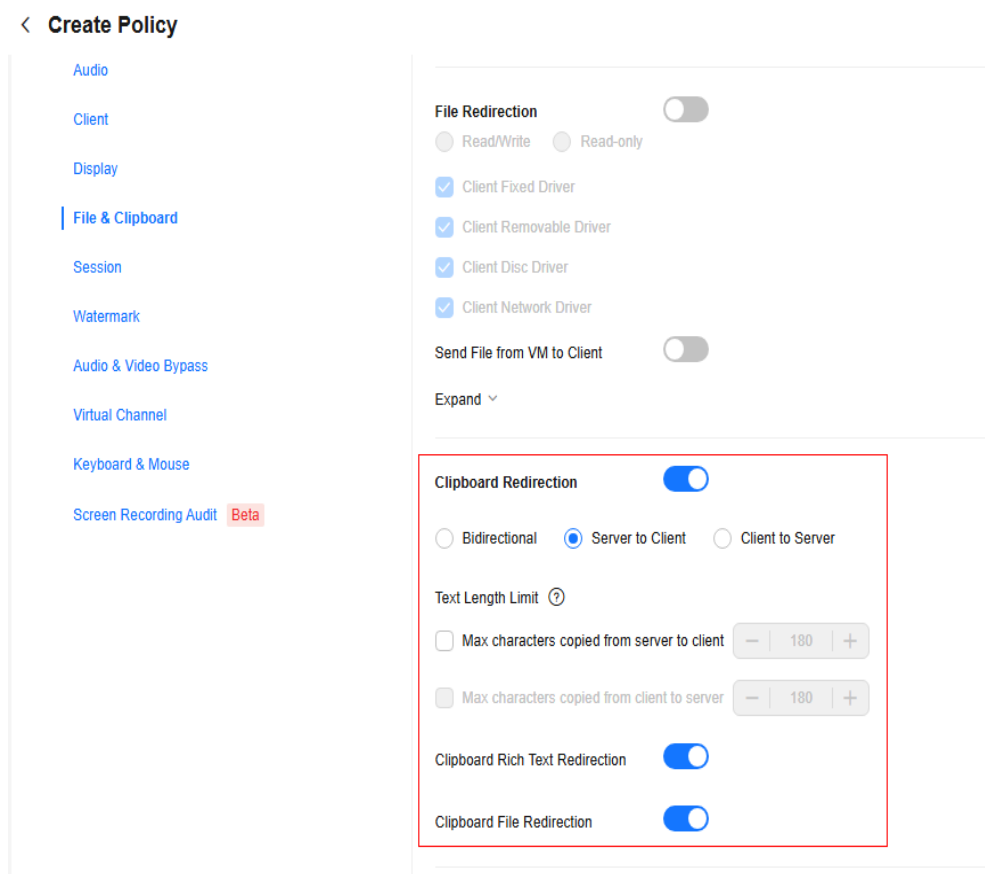 Create Policy
Audio
Client
Display
File & Clipboard
Session
Watermark
Audio & Video Bypass
Virtual Channel
Keyboard & Mouse
Screen Recording Audit Beta
File Redirection
Read/Write Read-only
Client Fixed Driver
Client Removable Driver
Client Disc Driver
Client Network Driver
Send File from VM to Client
Expand
Clipboard Redirection
Bidirectional Server to Client Client to Server
Text Length Limit ?
Max characters copied from server to client − 180 +
Max characters copied from client to server − 180 +
Clipboard Rich Text Redirection
Clipboard File Redirection